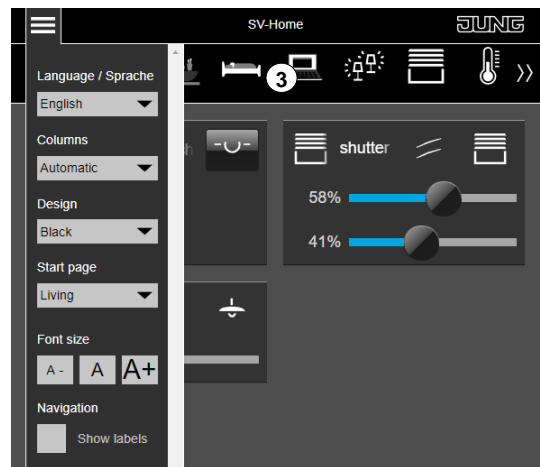 SV-Home
JUNG
3
Language / Sprache
English
Columns
Automatic
Design
Black
Start page
Living
Font size
A -
A
A+
Navigation
Show labels
shutter
58%
41%